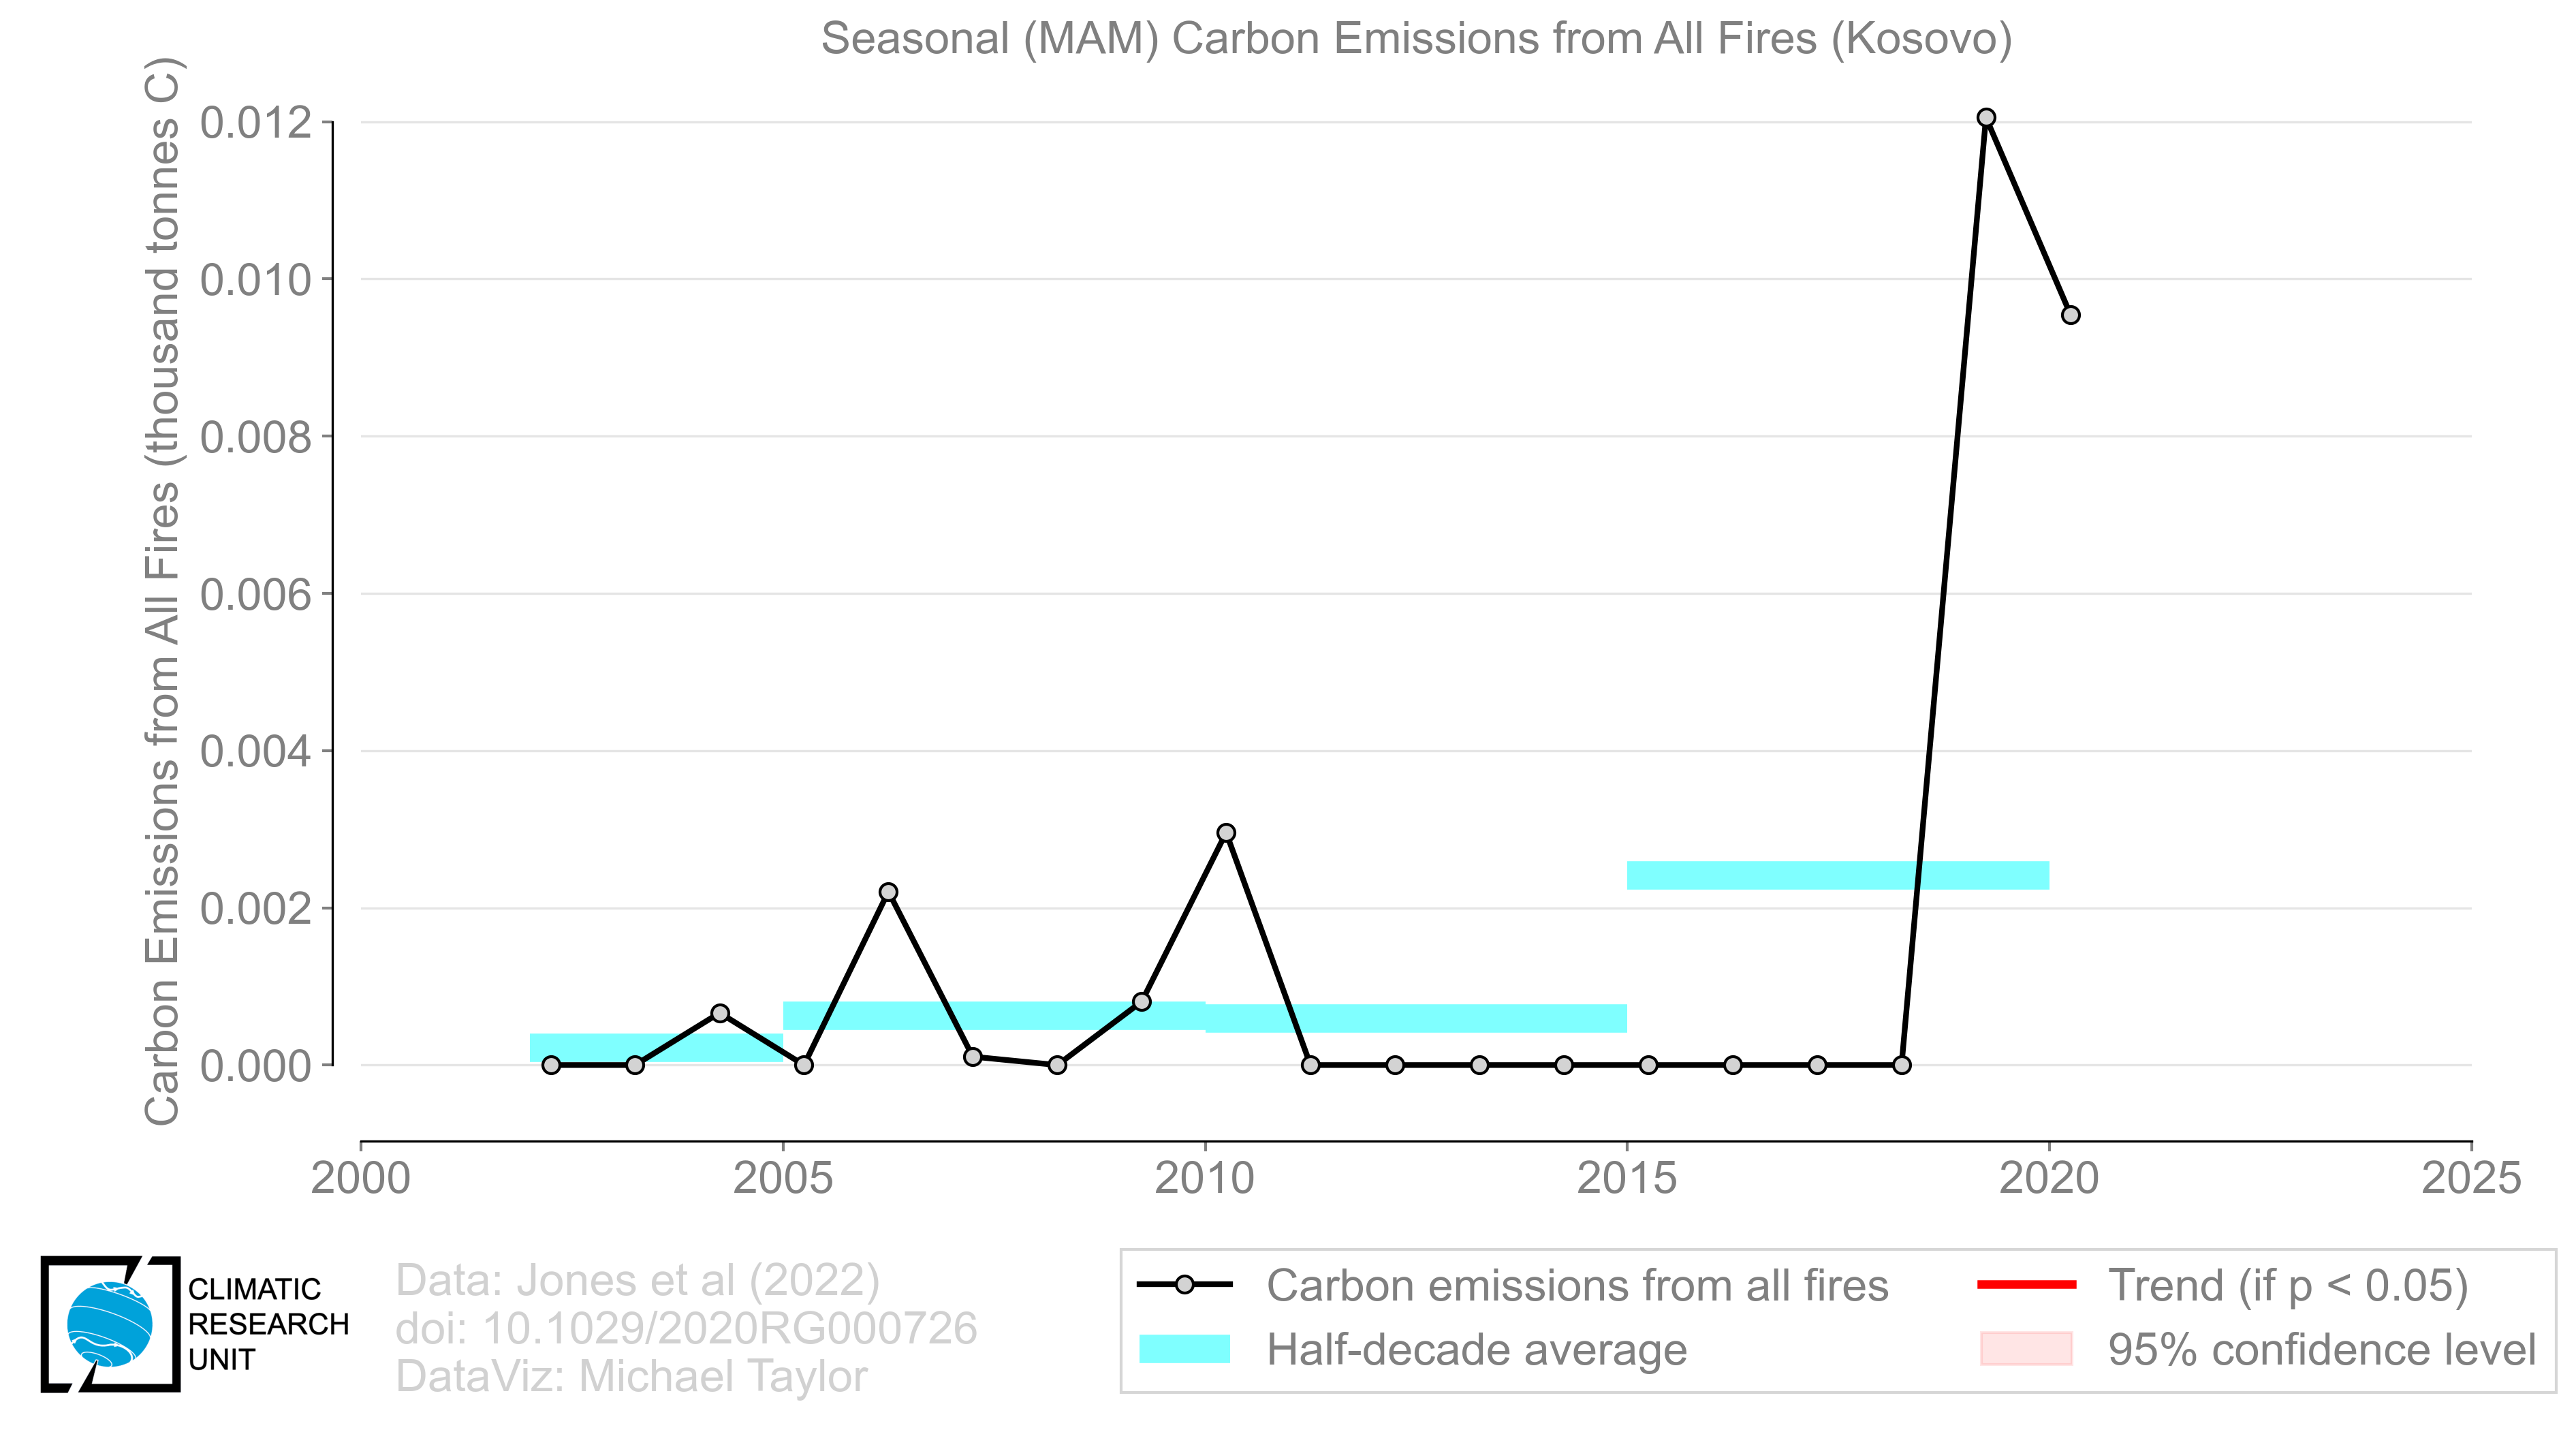 Seasonal (MAM) Carbon Emissions from All Fires (Kosovo)
Carbon Emissions from All Fires (thousand tonnes C)
0.012
0.010
0.008
0.006
0.004
0.002
0.000
2000 2005 2010 2015 2020 2025
CLIMATIC
RESEARCH
UNIT
Data: Jones et al (2022)
doi: 10.1029/2020RG000726
DataViz: Michael Taylor
Carbon emissions from all fires
Half-decade average
Trend (if p < 0.05)
95% confidence level